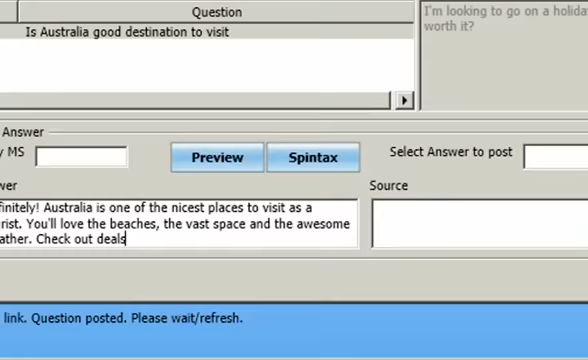 Question
I'm looking to go on a holida
worth it?
Is Australia good destination to visit
Answer
y MS
Preview
Spintax
Select Answer to post
wer
Source
finitely! Australia is one of the nicest places to visit as a
rist. You'll love the beaches, the vast space and the awesome
ather. Check out deals
link. Question posted. Please wait/refresh.